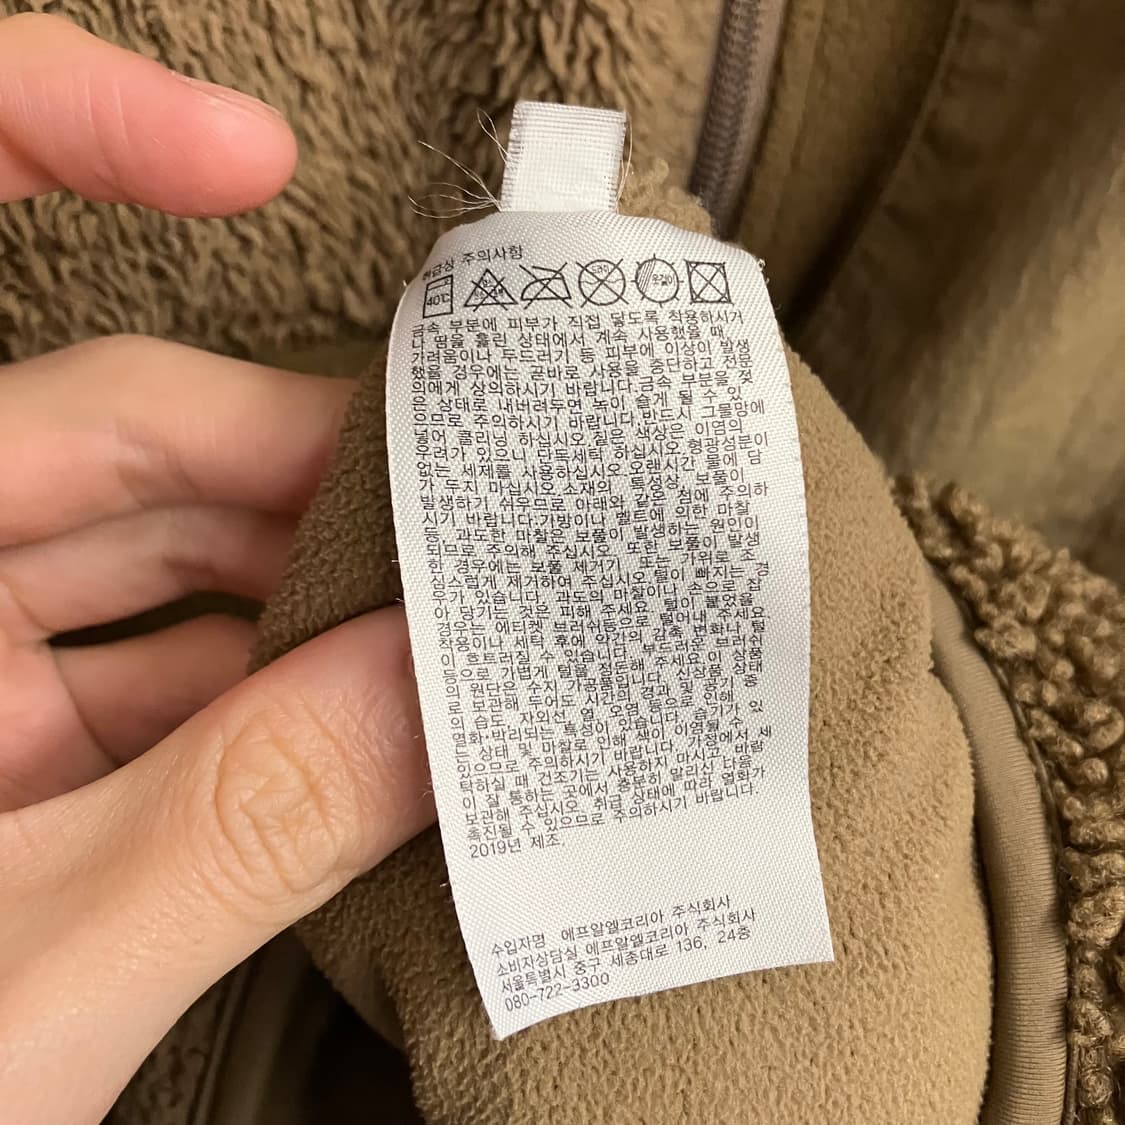 취급상 주의사항
40℃
금속 부분에 피부가 직접 닿도록 착용하시거
나 땀을 흘린 상태에서 계속 사용했을 때
가려움이나 두드러기 등 피부에 이상이 발생
했을 경우에는 곧바로 사용을 중단하고 전문
의에게 상의하시기 바랍니다.금속 부분을 젖
은 상태로 내버려두면 녹이 슬게 될 수 있
으므로 주의하시기 바랍니다.반드시 그물망에
넣어 클리닝 하십시오.짙은 색상은 이염의
우려가 있으니 단독세탁 하십시오.형광성분이
없는 세제를 사용하십시오.오랜시간 물에 담
가 두지 마십시오.소재의 특성상, 보풀이
발생하기 쉬우므로 아래와 같은 점에 주의하
시기 바랍니다.가방이나 벨트에 의한 마찰
등, 과도한 마찰은 보풀이 발생하는 원인이
되므로 주의해 주십시오. 또한 보풀이 발생
한 경우에는 보풀 제거기 또는 가위로 조
심스럽게 제거하여 주십시오.털이 빠지는 경
우가 있습니다. 과도의 마찰이나 손으로 잡
아 당기는 것은 피해 주세요. 털이 붙었을
경우는 에티켓 브러쉬등으로 털어내 주세요.
착용이나 세탁 후에 약간의 감촉 변화나 털
이 흐트러질 수 있습니다. 부드러운 브러쉬
등으로 가볍게 털을 정돈해 주세요.이 상품
의 원단은 수지 가공품입니다. 신상품 상태
로 보관해 두어도 시간의 경과 및 공기 중
의 습도, 자외선, 열, 오염 등으로 인해
열화·박리되는 특성이 있습니다. 습기가 있
는 상태 및 마찰로 인해 색이 이염될 수
있으므로 주의하시기 바랍니다. 가정에서 세
탁하실 때 건조기는 사용하지 마시고, 바람
이 잘 통하는 곳에서 충분히 말리신 다음
보관해 주십시오. 취급 상태에 따라 열화가
촉진될 수 있으므로 주의하시기 바랍니다.
2019년 제조.
수입자명 에프알엘코리아 주식회사
소비자상담실 에프알엘코리아 주식회사
서울특별시 중구 세종대로 136, 24층
080-722-3300